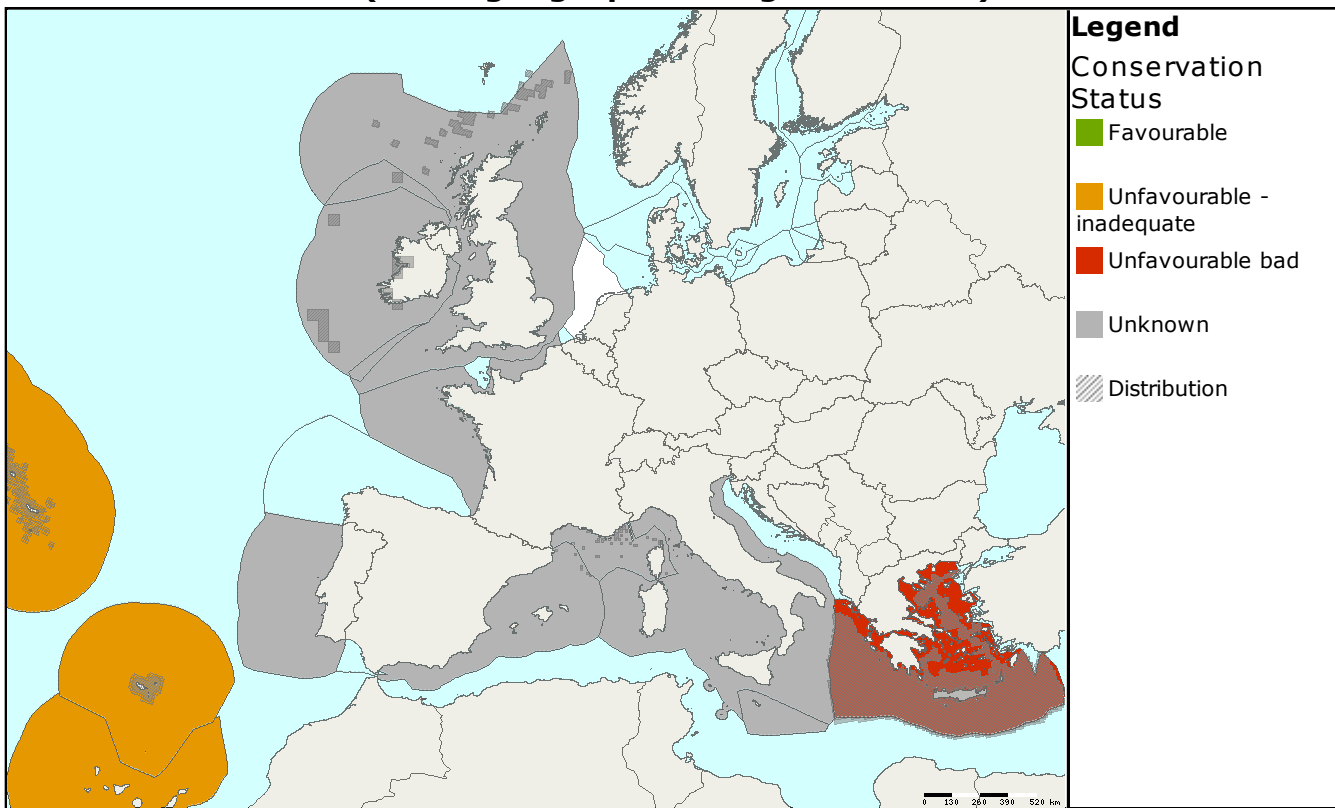 Legend
Conservation
Status
Favourable
Unfavourable -
inadequate
Unfavourable bad
Unknown
Distribution
0 130 260 390 520 km